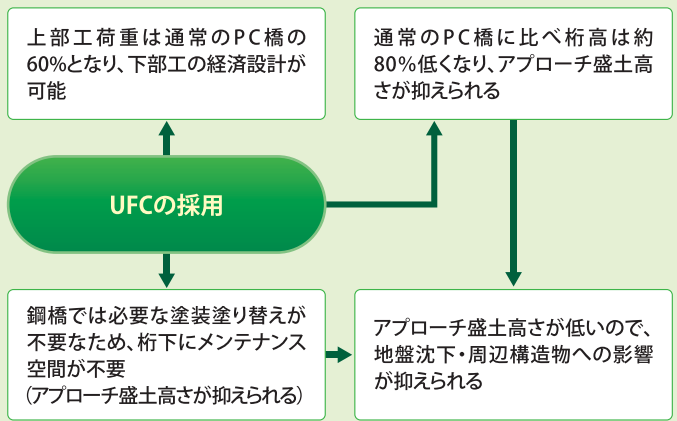 上部工荷重は通常のPC橋の
60%となり、下部工の経済設計が
可能
通常のPC橋に比べ桁高は約
80%低くなり、アプローチ盛土高
さが抑えられる
UFCの採用
鋼橋では必要な塗装塗り替えが
不要なため、桁下にメンテナンス
空間が不要
(アプローチ盛土高さが抑えられる)
アプローチ盛土高さが低いので、
地盤沈下・周辺構造物への影響
が抑えられる